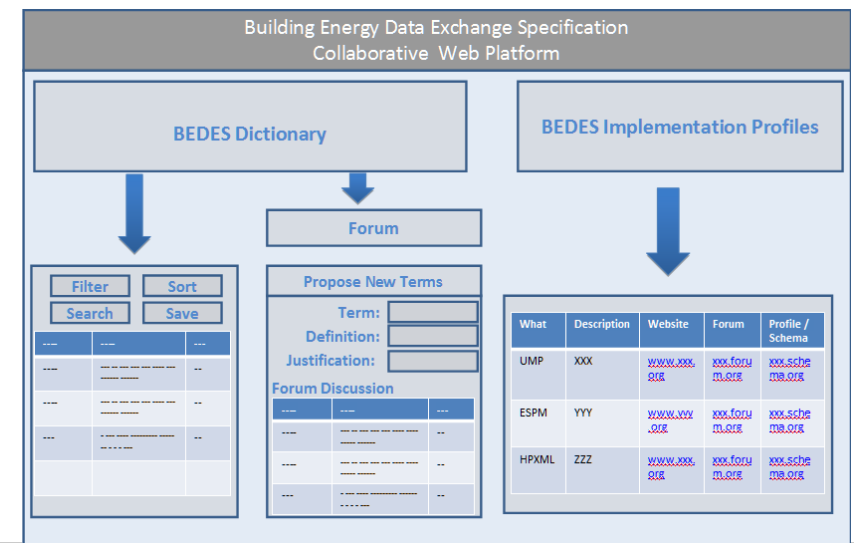 Building Energy Data Exchange Specification
Collaborative Web Platform
BEDES Dictionary
BEDES Implementation Profiles
Forum
Filter
Sort
Search
Save
----
----
---
----
--- -- --- --- --- ---- ---
------ ------
--
----
--- -- --- --- --- ---- ---
------ ------
--
---
- --- ---- ---------- -----
-- - - - ---
--
Propose New Terms
Term:
Definition:
Justification:
Forum Discussion
----
----
---
----
--- -- --- --- --- ---- ----
----- ------
--
----
--- -- --- --- --- ---- ----
----- ------
--
---
- --- ---- ---------- ------
- - - - ---
--
What Description Website Forum Profile /
Schema
UMP XXX www.xxx. xxx.foru xxx.sche
org m.org ma.org
ESPM YYY www.yyy xxx.foru xxx.sche
.org m.org ma.org
HPXML ZZZ www.xxx. xxx.foru xxx.sche
org m.org ma.org